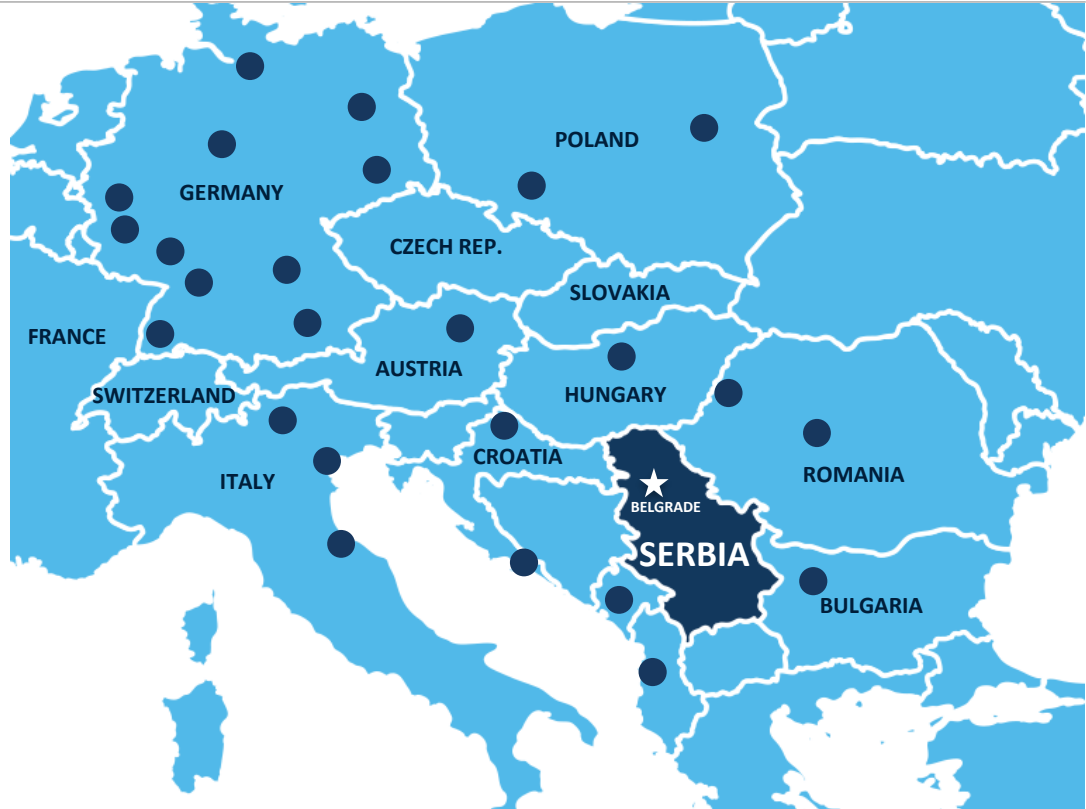 POLAND
GERMANY
CZECH REP.
SLOVAKIA
FRANCE
AUSTRIA
SWITZERLAND
HUNGARY
CROATIA
ITALY
ROMANIA
BELGRADE
SERBIA
BULGARIA